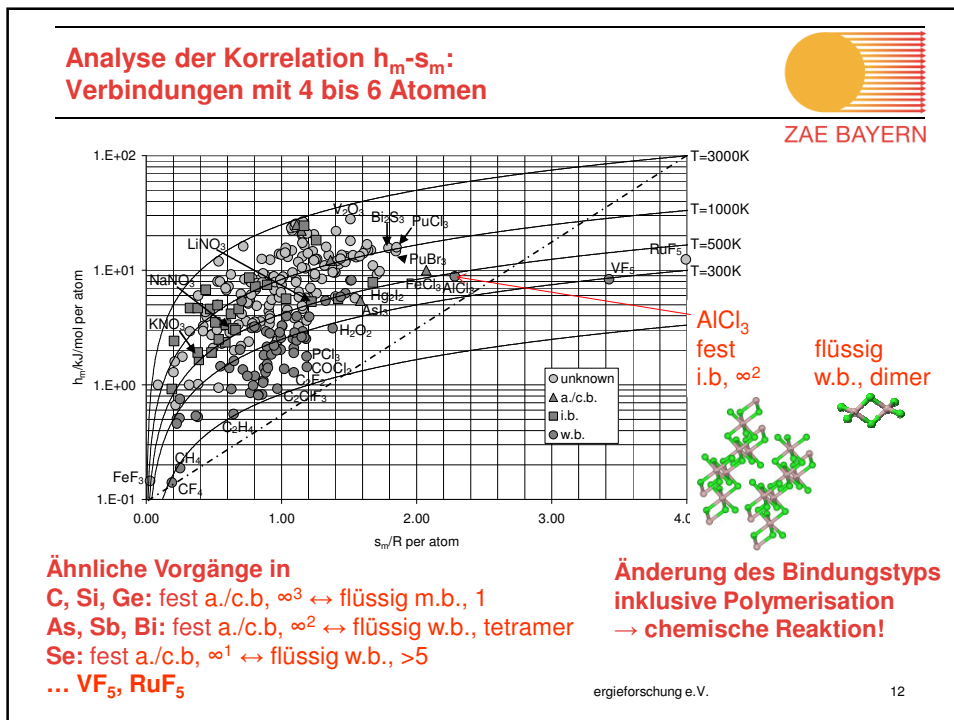 Analyse der Korrelation hₘ-sₘ:
Verbindungen mit 4 bis 6 Atomen
ZAE BAYERN
1.E+02
1.E+01
1.E+00
1.E-01
hₘ/kJ/mol per atom
0.00
1.00
2.00
3.00
4.0
sₘ/R per atom
T=3000K
T=1000K
T=500K
T=300K
V₂O₃
Bi₂S₃
PuCl₃
LiNO₃
PuBr₃
RuF₅
VF₅
NaNO₃
FeCl₃
AlCl₃
Hg₂I₂
AsI₃
KNO₃
H₂O₂
PCl₃
COCl₂
C₂ClF₃
C₂H₄
CH₄
FeF₃
CF₄
unknown
a./c.b.
i.b.
w.b.
AlCl₃
fest flüssig
i.b, ∞² w.b., dimer
Ähnliche Vorgänge in
C, Si, Ge: fest a./c.b, ∞³ ↔ flüssig m.b., 1
As, Sb, Bi: fest a./c.b, ∞² ↔ flüssig w.b., tetramer
Se: fest a./c.b, ∞¹ ↔ flüssig w.b., >5
… VF₅, RuF₅
Änderung des Bindungstyps
inklusive Polymerisation
→ chemische Reaktion!
ergieforschung e.V.
12